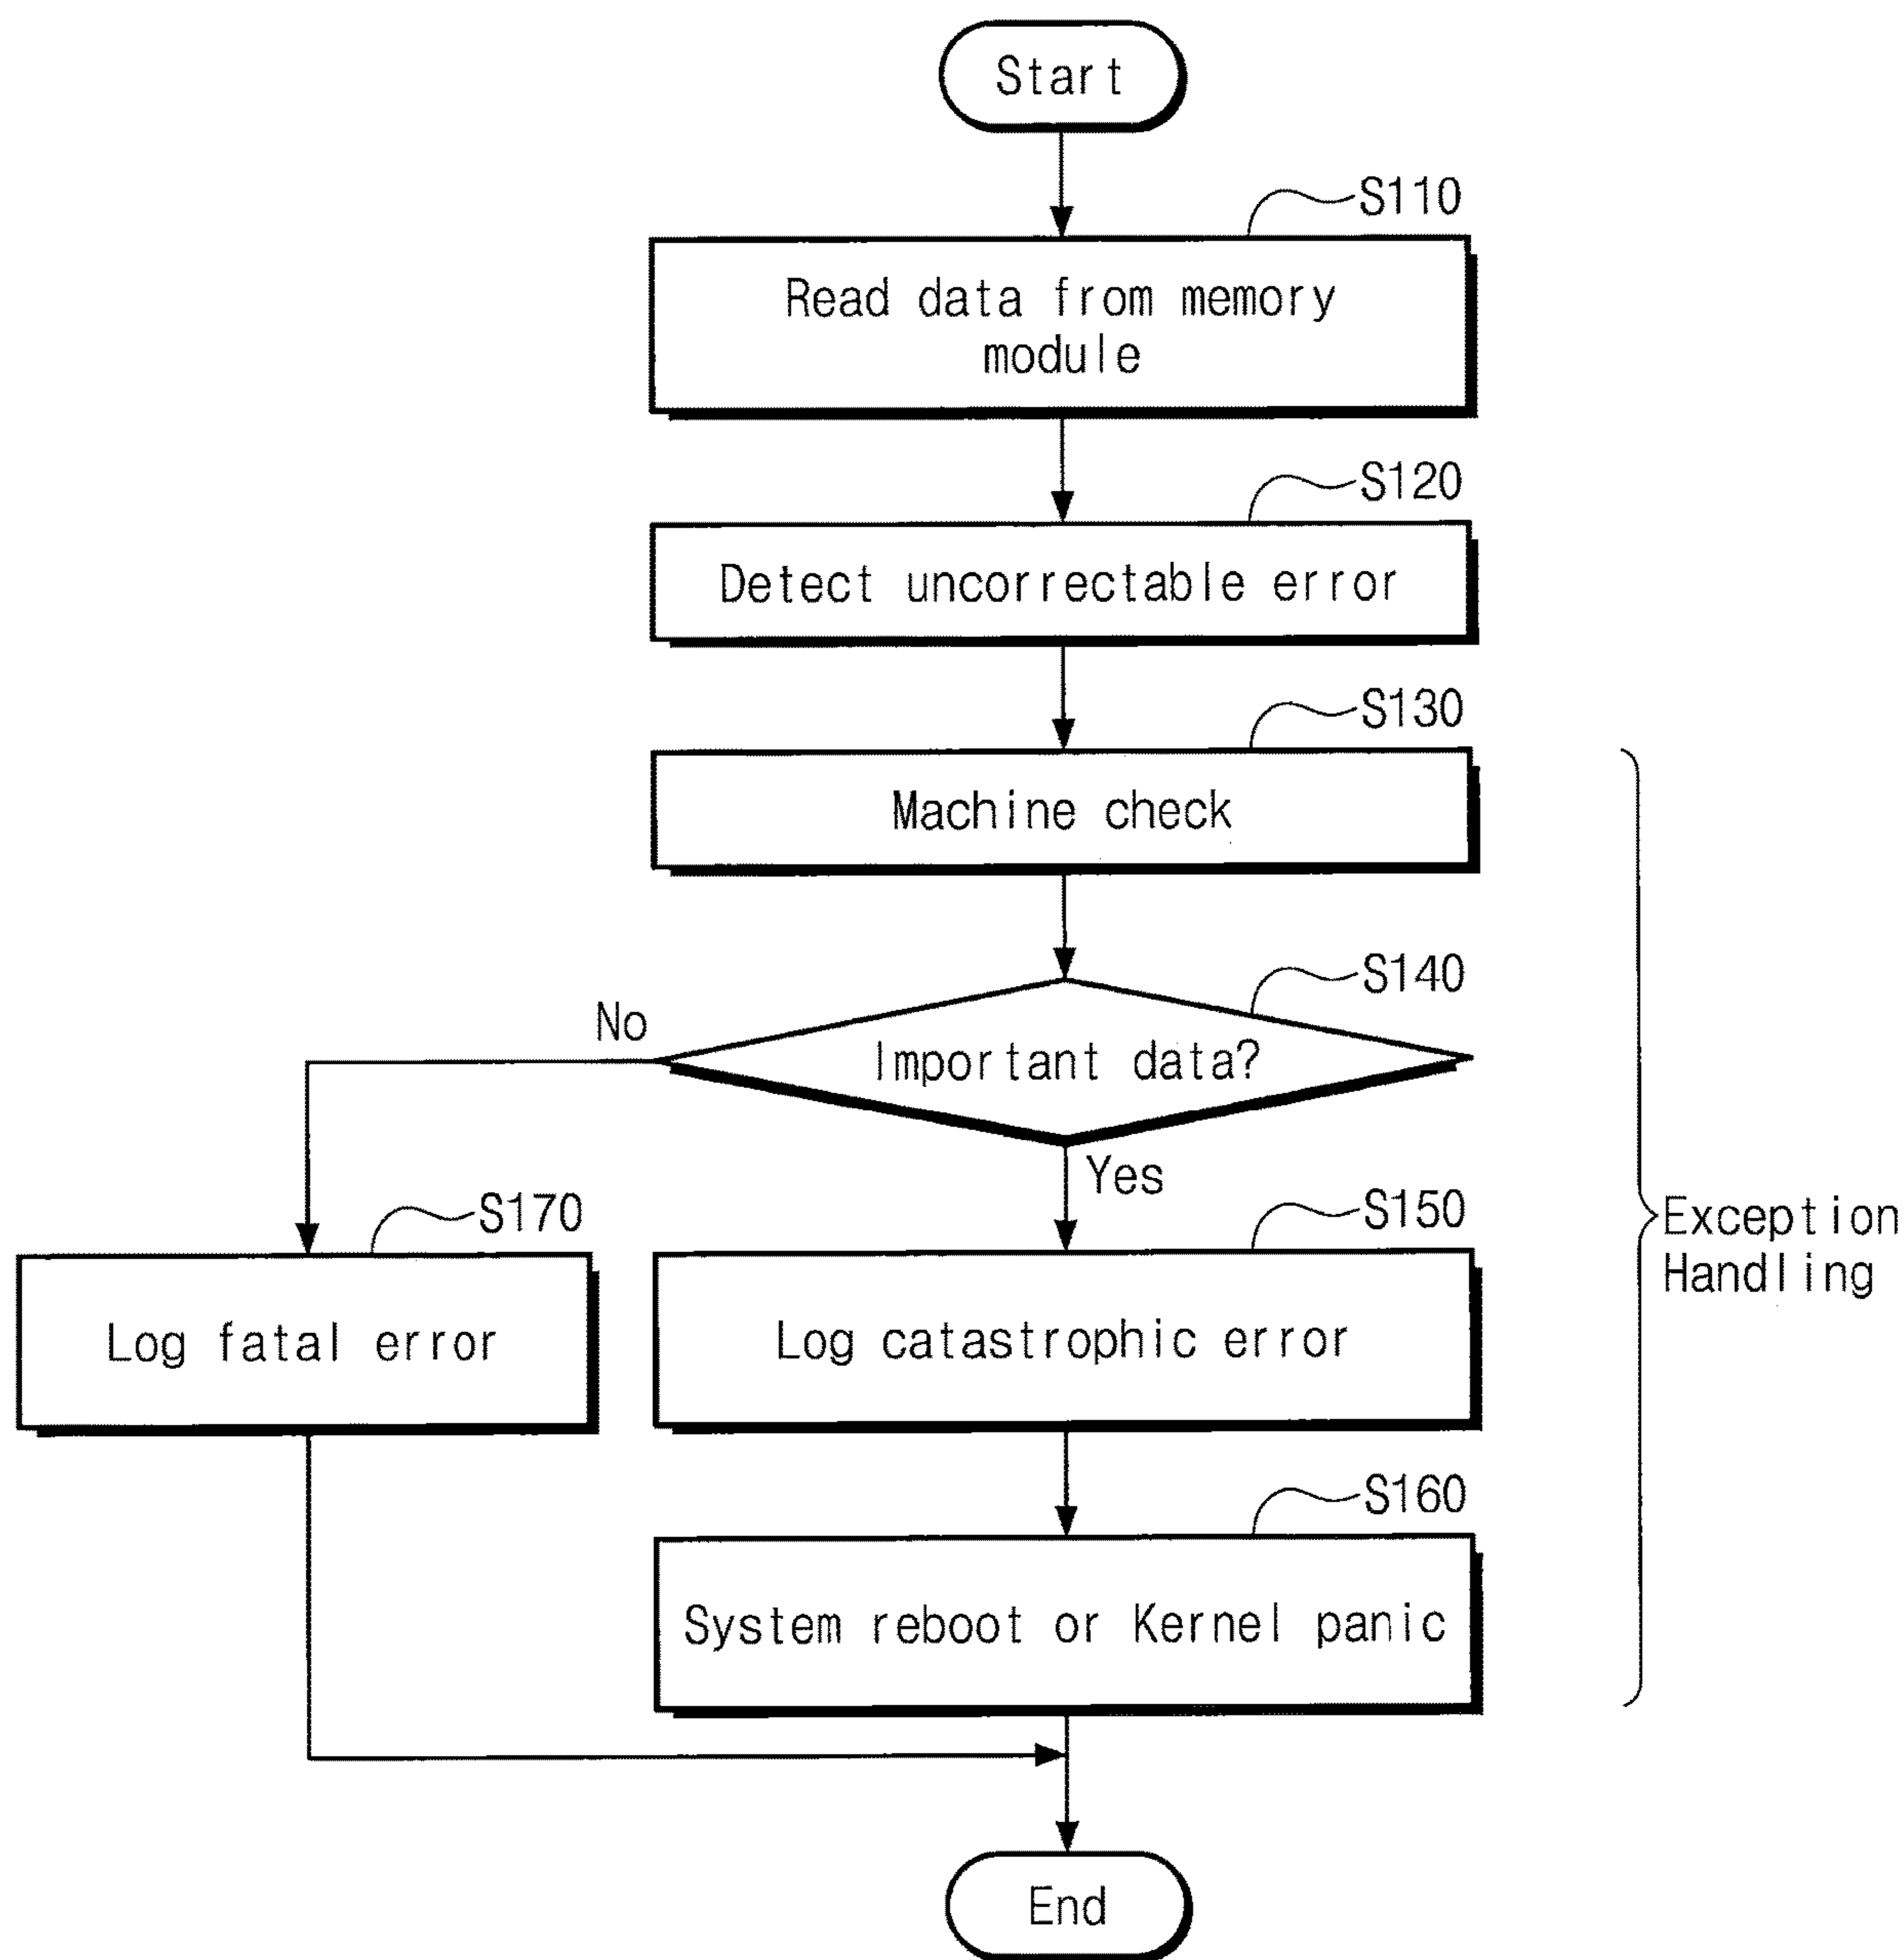 Start
S110
Read data from memory
module
S120
Detect uncorrectable error
S130
Machine check
S140
Important data?
No
Yes
S170
Log fatal error
S150
Log catastrophic error
Exception
Handling
S160
System reboot or Kernel panic
End